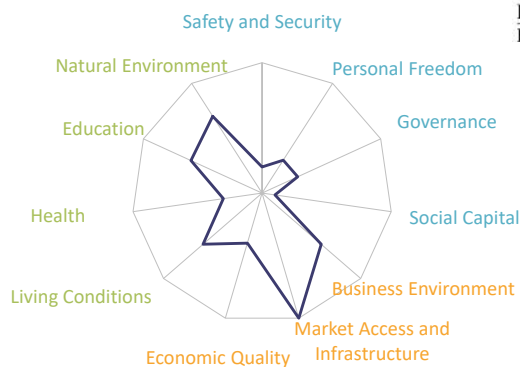 Safety and Security
Natural Environment
Personal Freedom
Education
Governance
Health
Social Capital
Living Conditions
Business Environment
Market Access and
Infrastructure
Economic Quality